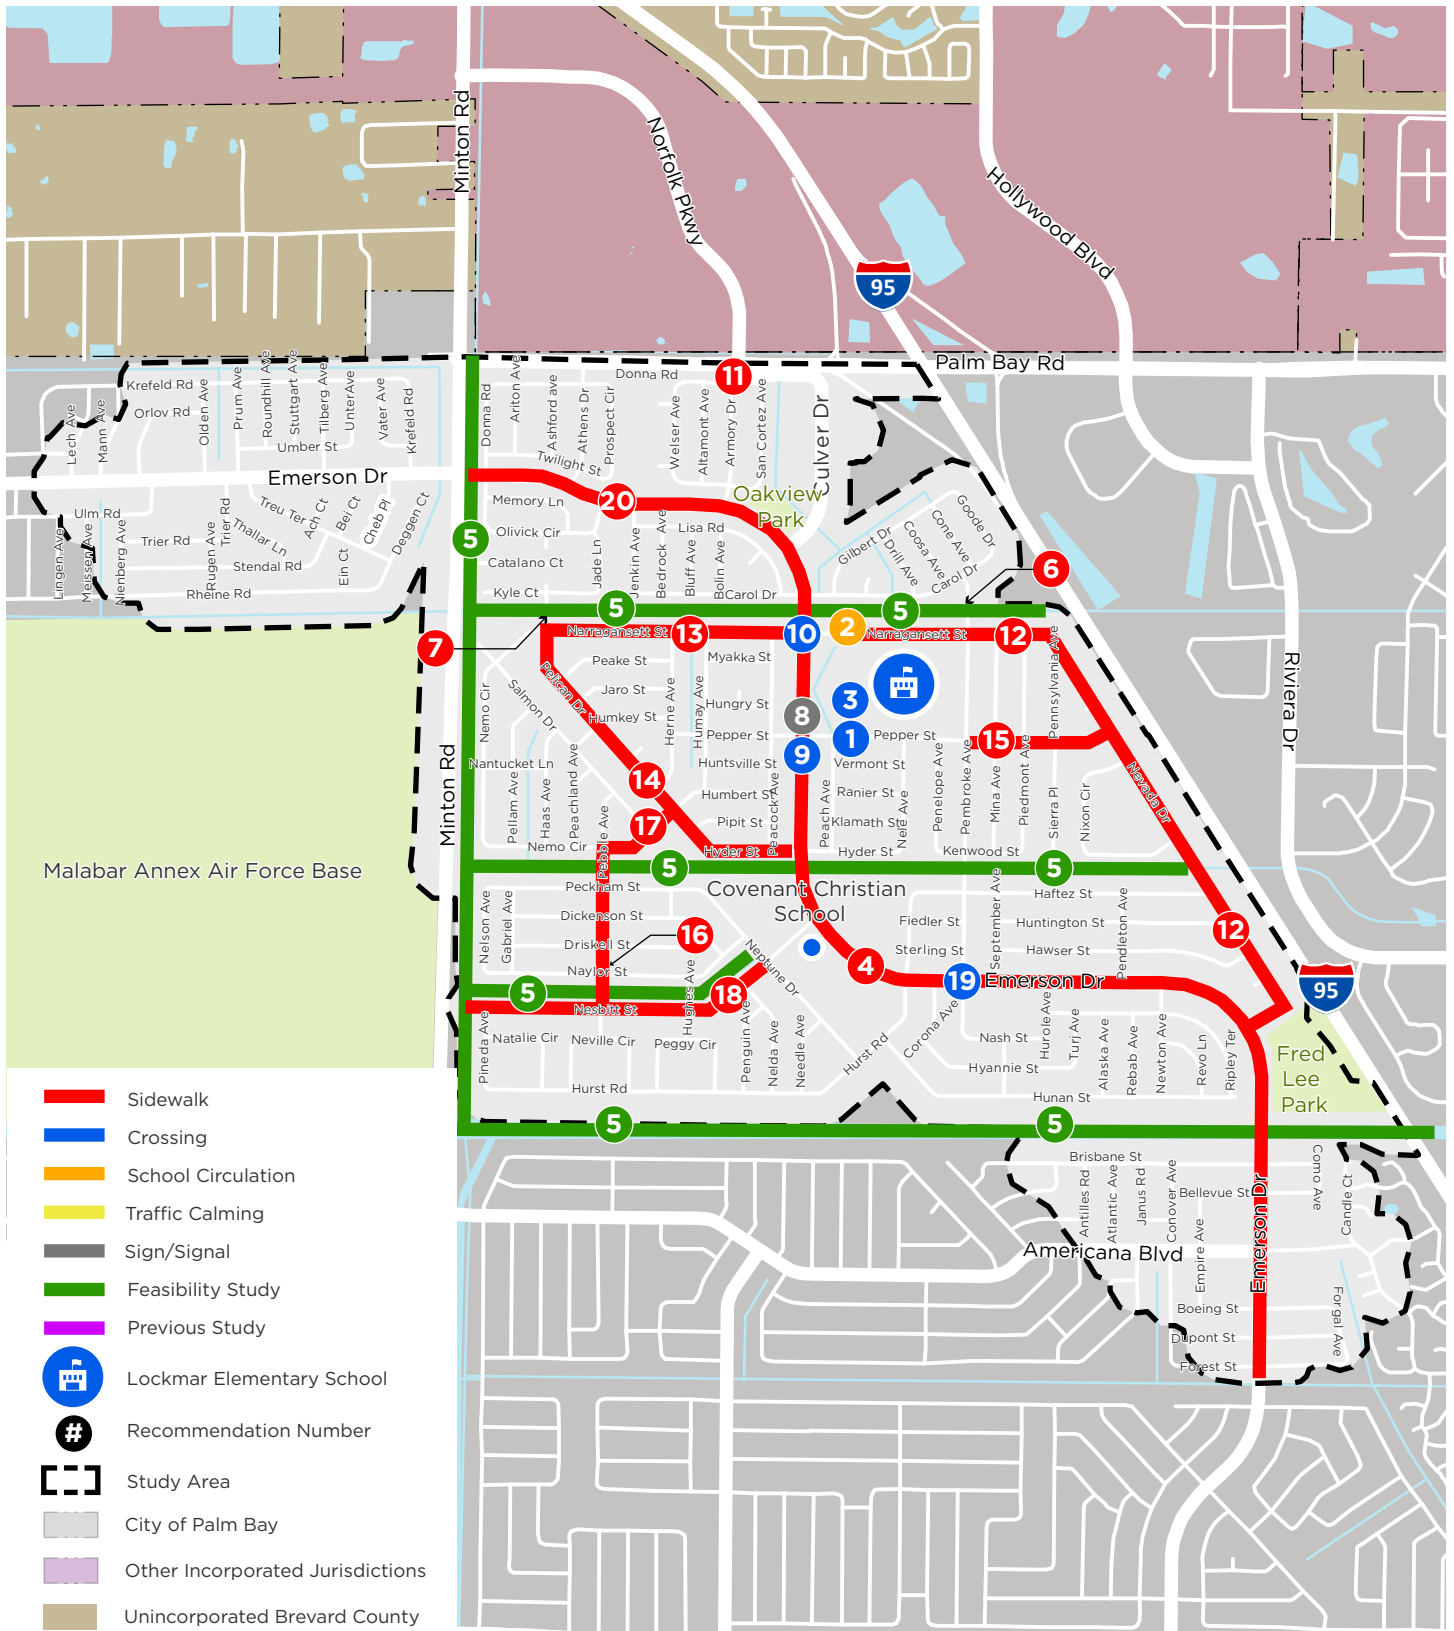 Minton Rd
Norfolk Pkwy
Hollywood Blvd
95
Palm Bay Rd
Krefeld Rd
Orlov Rd
Lech Ave
Mann Ave
Olden Ave
Prum Ave
Roundhill Ave
Stuttgart Ave
Tilberg Ave
UnterAve
Vater Ave
Krefeld Rd
Umber St
Emerson Dr
Donna Rd
Ariton Ave
Ashford ave
Athens Dr
Prospect Cir
Donna Rd
11
Welser Ave
Altamont Ave
Armory Dr
San Cortez Ave
Culver Dr
Twilight St
20
Oakview
Park
Memory Ln
Olivick Cir
Catalano Ct
Kyle Ct
Lisa Rd
Jade Ln
Jenkin Ave
Bedrock Ave
Bluff Ave
Bolin Ave
Carol Dr
Gilbert Dr
Drill Ave
Coosa Ave
Cone Ave
Goode Dr
Carol Dr
6
Ulm Rd
Trier Rd
Lingen Ave
Meissen Ave
Nienberg Ave
Rugen Ave
Trier Rd
Thallar Ln
Treu Ter
Ach Ct
Bei Ct
Cheb Pl
Deggen Ct
Ein Ct
Stendal Rd
Rheine Rd
5
5
5
7
Narragansett St
13
10
2
Narragansett St
12
Pennsylvania Ave
Peake St
Myakka St
Jaro St
Humkey St
Pelican Dr
Salmon Dr
Nemo Cir
Herne Ave
Humay Ave
Hungry St
Pepper St
Huntsville St
Humbert St
Pipit St
8
3
1
9
Pepper St
Vermont St
Ranier St
Klamath St
Hyder St
Kenwood St
15
Nevada Dr
Riviera Dr
Nantucket Ln
Pellam Ave
Haas Ave
Peachland Ave
Pebble Ave
Nemo Cir
14
17
Hyder St
Peacock Ave
Peach Ave
Penelope Ave
Pembroke Ave
Mina Ave
Piedmont Ave
Sierra Pl
Nixon Cir
Minton Rd
Malabar Annex Air Force Base
5
5
Peckham St
Dickenson St
Driskell St
Naylor St
Nesbitt St
Nelson Ave
Gabriel Ave
Covenant Christian
School
16
Hughes Ave
Neptune Dr
18
5
4
Fiedler St
Sterling St
September Ave
Haftez St
Huntington St
Hawser St
Pendleton Ave
12
19
Emerson Dr
95
Pineda Ave
Natalie Cir
Neville Cir
Peggy Cir
Penguin Ave
Nelda Ave
Needle Ave
Hurst Rd
Hurst Rd
Corona Ave
Nash St
Hyannie St
Hurole Ave
Turj Ave
Alaska Ave
Rebab Ave
Newton Ave
Revo Ln
Ripley Ter
Hunan St
Fred
Lee
Park
5
5
Brisbane St
Bellevue St
Antilles Rd
Atlantic Ave
Janus Rd
Conover Ave
Empire Ave
Emerson Dr
Como Ave
Candle Ct
Americana Blvd
Boeing St
Dupont St
Forest St
Forgal Ave
Sidewalk
Crossing
School Circulation
Traffic Calming
Sign/Signal
Feasibility Study
Previous Study
Lockmar Elementary School
# Recommendation Number
Study Area
City of Palm Bay
Other Incorporated Jurisdictions
Unincorporated Brevard County